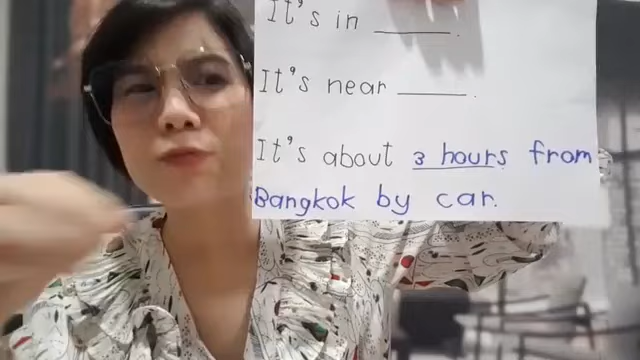 It's in ______.
It's near ______.
It's about 3 hours from
Bangkok by car.